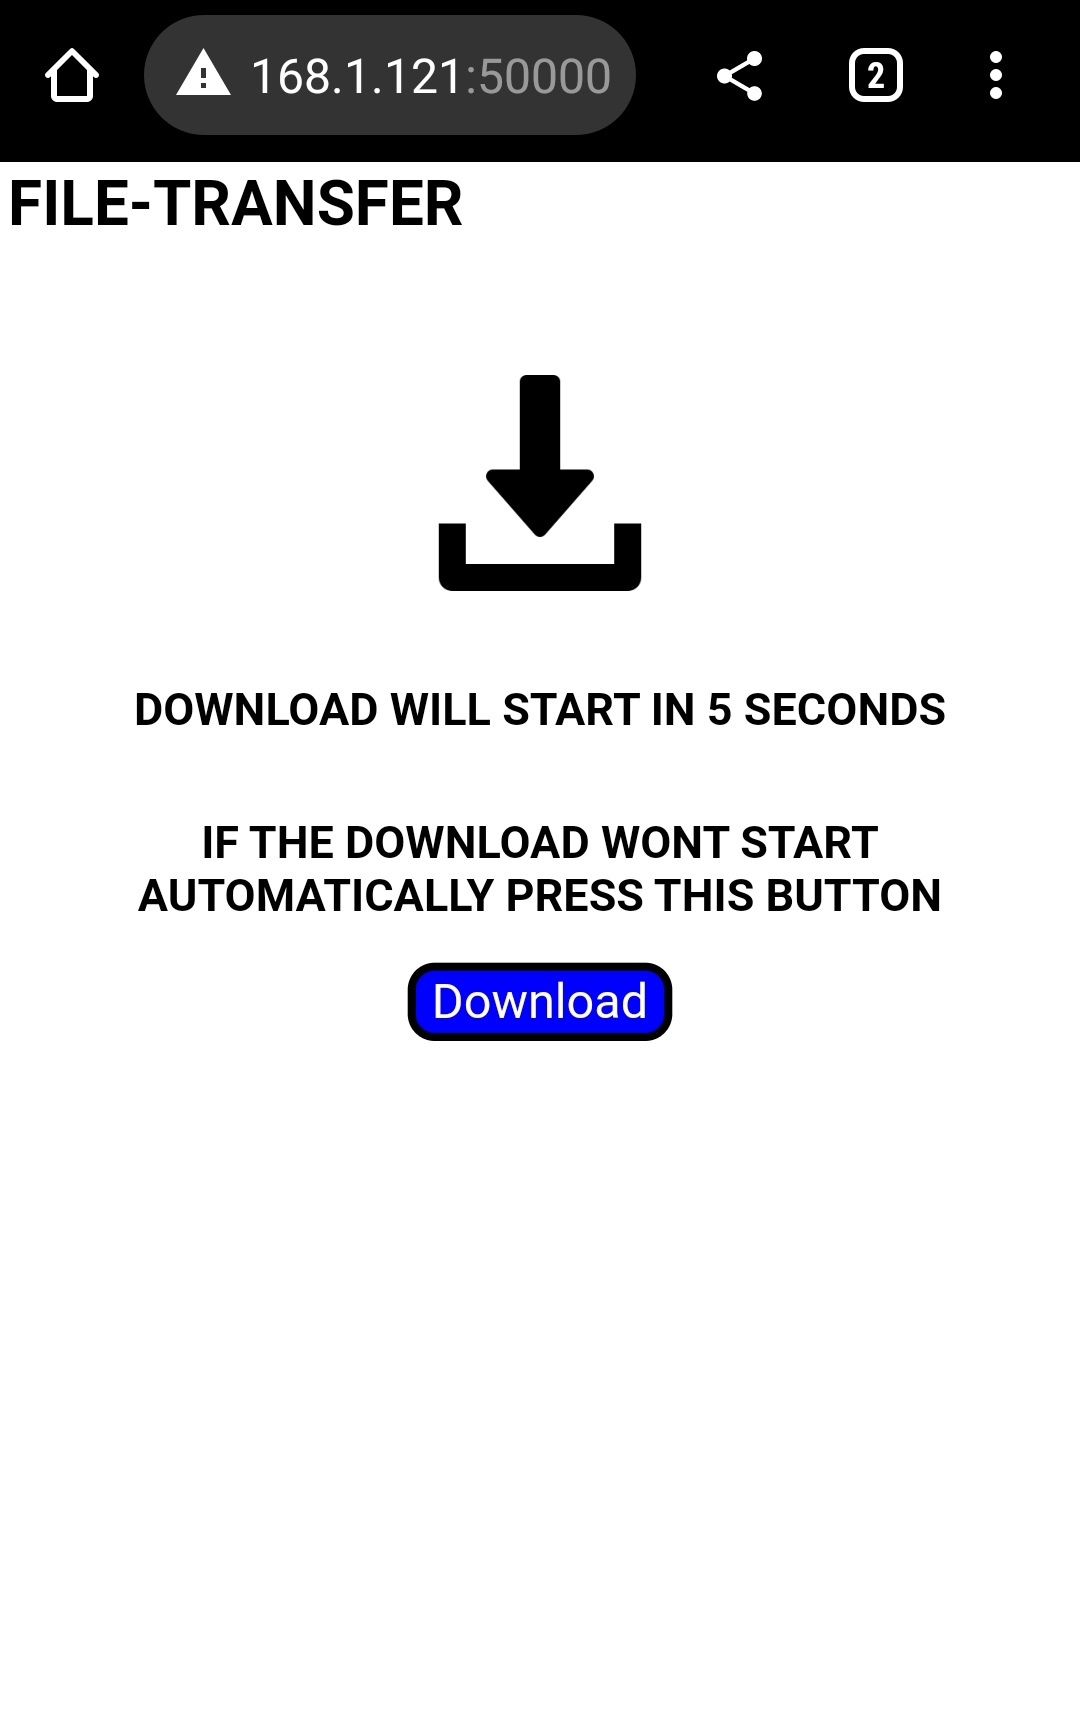 168.1.121:50000
2
FILE-TRANSFER
DOWNLOAD WILL START IN 5 SECONDS
IF THE DOWNLOAD WONT START
AUTOMATICALLY PRESS THIS BUTTON
Download